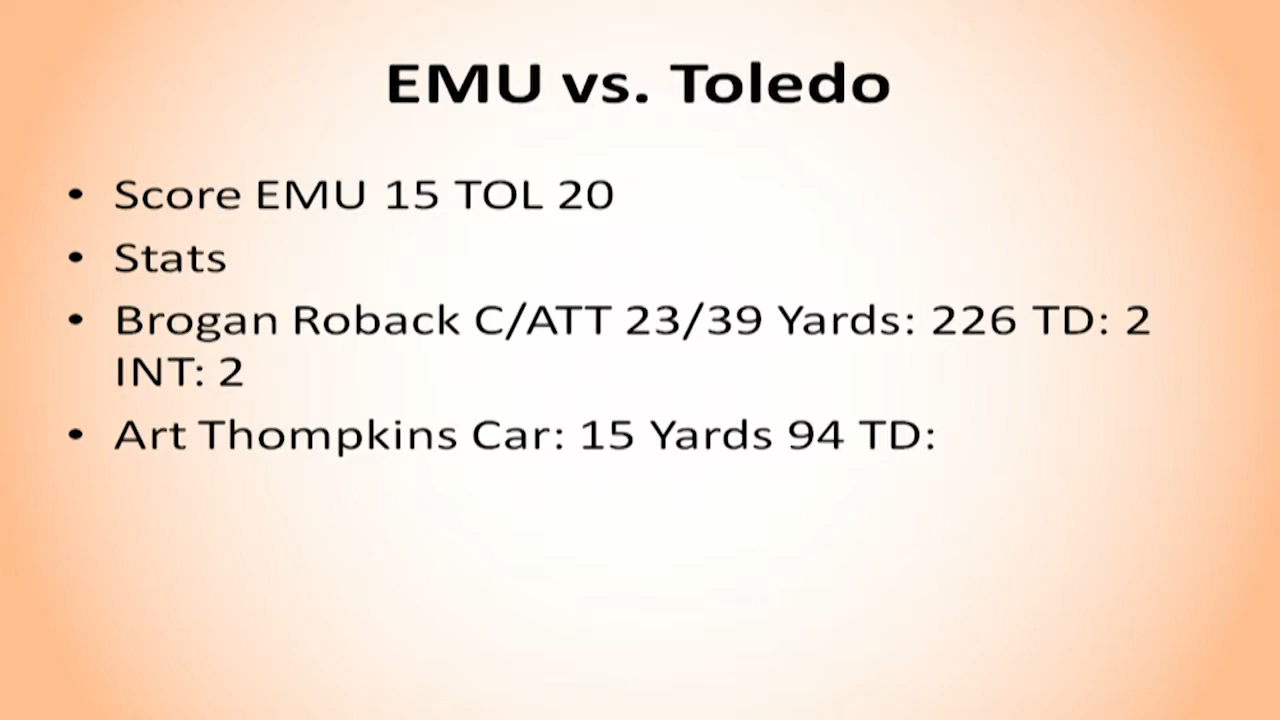 EMU vs. Toledo
• Score EMU 15 TOL 20
• Stats
• Brogan Roback C/ATT 23/39 Yards: 226 TD: 2
INT: 2
• Art Thompkins Car: 15 Yards 94 TD: